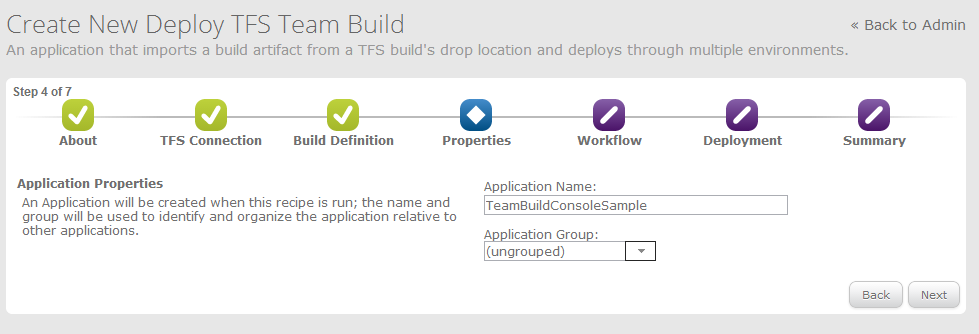 Create New Deploy TFS Team Build
« Back to Admin
An application that imports a build artifact from a TFS build's drop location and deploys through multiple environments.
Step 4 of 7
About TFS Connection Build Definition Properties Workflow Deployment Summary
Application Properties
An Application will be created when this recipe is run; the name and
group will be used to identify and organize the application relative to
other applications.
Application Name:
TeamBuildConsoleSample
Application Group:
(ungrouped)
Back Next